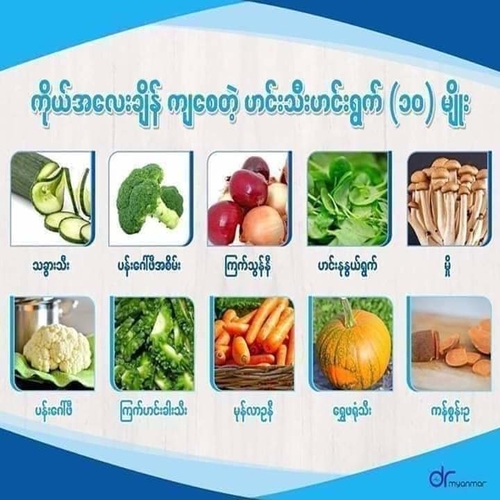 ကိုယ်အလေးချိန် ကျစေတဲ့ ဟင်းသီးဟင်းရွက် (၁၀) မျိုး
သခွားသီး
ပန်းဂေါ်ဖီအစိမ်း
ကြက်သွန်နီ
ဟင်းနုနွယ်ရွက်
မှို
ပန်းဂေါ်ဖီ
ကြက်ဟင်းခါးသီး
မုန်လာဥနီ
ရွှေဖရုံသီး
ကန်စွန်းဥ
dr
myanmar